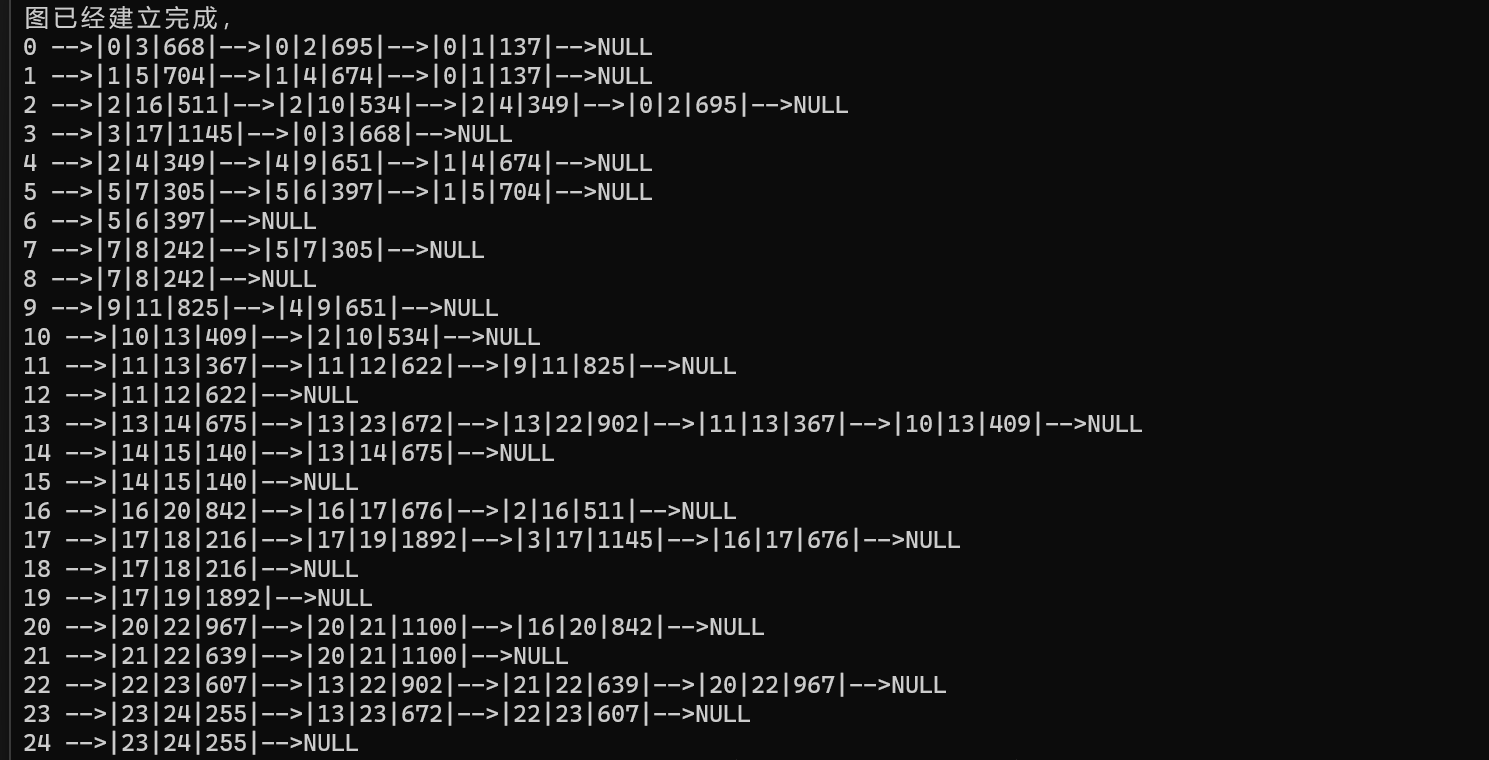 图已经建立完成,
0 -->|0|3|668|-->|0|2|695|-->|0|1|137|-->NULL
1 -->|1|5|704|-->|1|4|674|-->|0|1|137|-->NULL
2 -->|2|16|511|-->|2|10|534|-->|2|4|349|-->|0|2|695|-->NULL
3 -->|3|17|1145|-->|0|3|668|-->NULL
4 -->|2|4|349|-->|4|9|651|-->|1|4|674|-->NULL
5 -->|5|7|305|-->|5|6|397|-->|1|5|704|-->NULL
6 -->|5|6|397|-->NULL
7 -->|7|8|242|-->|5|7|305|-->NULL
8 -->|7|8|242|-->NULL
9 -->|9|11|825|-->|4|9|651|-->NULL
10 -->|10|13|409|-->|2|10|534|-->NULL
11 -->|11|13|367|-->|11|12|622|-->|9|11|825|-->NULL
12 -->|11|12|622|-->NULL
13 -->|13|14|675|-->|13|23|672|-->|13|22|902|-->|11|13|367|-->|10|13|409|-->NULL
14 -->|14|15|140|-->|13|14|675|-->NULL
15 -->|14|15|140|-->NULL
16 -->|16|20|842|-->|16|17|676|-->|2|16|511|-->NULL
17 -->|17|18|216|-->|17|19|1892|-->|3|17|1145|-->|16|17|676|-->NULL
18 -->|17|18|216|-->NULL
19 -->|17|19|1892|-->NULL
20 -->|20|22|967|-->|20|21|1100|-->|16|20|842|-->NULL
21 -->|21|22|639|-->|20|21|1100|-->NULL
22 -->|22|23|607|-->|13|22|902|-->|21|22|639|-->|20|22|967|-->NULL
23 -->|23|24|255|-->|13|23|672|-->|22|23|607|-->NULL
24 -->|23|24|255|-->NULL